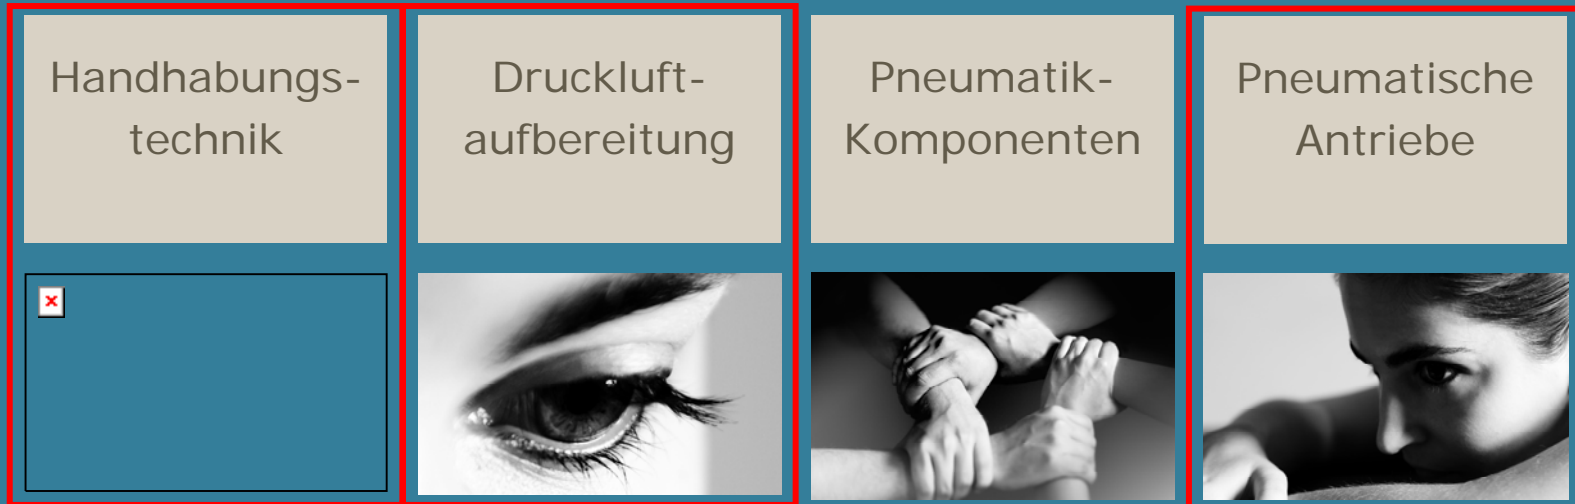 Handhabungs-
technik
Druckluft-
aufbereitung
Pneumatik-
Komponenten
Pneumatische
Antriebe